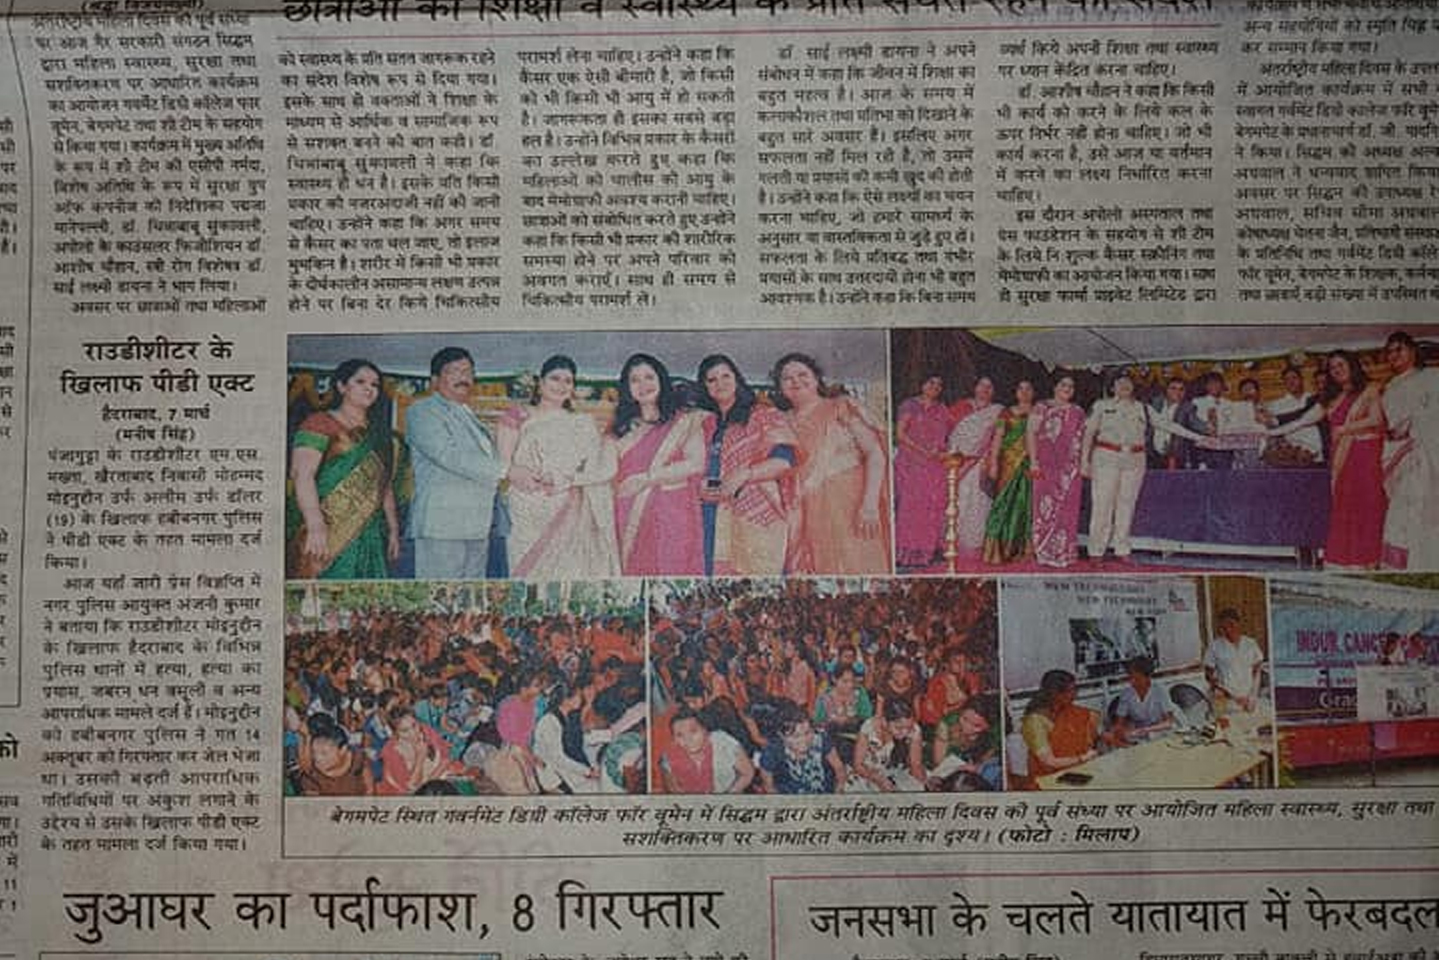 छात्राओं को शिक्षा व स्वास्थ्य के प्रति सचेत रहने का संदेश
अंतर्राष्ट्रीय महिला दिवस की पूर्व संध्या
पर आज गैर सरकारी संगठन सिद्धम
द्वारा महिला स्वास्थ्य, सुरक्षा तथा
सशक्तिकरण पर आधारित कार्यक्रम
का आयोजन गवर्मेंट डिग्री कॉलेज फार
वूमेन, बेगमपेट तथा शी टीम के सहयोग
से किया गया। कार्यक्रम में मुख्य अतिथि
के रूप में शी टीम की एसीपी नर्मदा,
विशेष अतिथि के रूप में सुरक्षा ग्रुप
ऑफ कंपनीज की निदेशिका पद्मजा
मानेपल्ली, डॉ. चिन्नाबाबू सुंकावली,
अपोलो के काउंसलर फिजीशियन डॉ.
आशीष चौहान, स्त्री रोग विशेषज्ञ डॉ.
साई लक्ष्मी डायना ने भाग लिया।
अवसर पर छात्राओं तथा महिलाओं
को स्वास्थ्य के प्रति सतत जागरूक रहने
का संदेश विशेष रूप से दिया गया।
इसके साथ ही वक्ताओं ने शिक्षा के
माध्यम से आर्थिक व सामाजिक रूप
से सशक्त बनने की बात कही। डॉ.
चिन्नाबाबू सुंकावली ने कहा कि
स्वास्थ्य ही धन है। इसके प्रति किसी
प्रकार की नजरअंदाजी नहीं की जानी
चाहिए। उन्होंने कहा कि अगर समय
से कैंसर का पता चल जाए, तो इलाज
मुमकिन है। शरीर में किसी भी प्रकार
के दीर्घकालीन असामान्य लक्षण उत्पन्न
होने पर बिना देर किये चिकित्सीय
परामर्श लेना चाहिए। उन्होंने कहा कि
कैंसर एक ऐसी बीमारी है, जो किसी
को भी किसी भी आयु में हो सकती
है। जागरूकता ही इसका सबसे बड़ा
हल है। उन्होंने विभिन्न प्रकार के कैंसरों
का उल्लेख करते हुए कहा कि
महिलाओं को चालीस की आयु के
बाद मेमोग्राफी अवश्य करानी चाहिए।
छात्राओं को संबोधित करते हुए उन्होंने
कहा कि किसी भी प्रकार की शारीरिक
समस्या होने पर अपने परिवार को
अवगत कराएँ। साथ ही समय से
चिकित्सीय परामर्श लें।
डॉ. साई लक्ष्मी डायना ने अपने
संबोधन में कहा कि जीवन में शिक्षा का
बहुत महत्व है। आज के समय में
कलाकौशल तथा प्रतिभा को दिखाने के
बहुत सारे अवसर हैं। इसलिए अगर
सफलता नहीं मिल रही है, तो उसमें
गलती या प्रयासों की कमी खुद की होती
है। उन्होंने कहा कि ऐसे लक्ष्यों का चयन
करना चाहिए, जो हमारे सामर्थ्य के
अनुसार या वास्तविकता से जुड़े हुए हों।
सफलता के लिये प्रतिबद्ध तथा गंभीर
प्रयासों के साथ उत्तरदायी होना भी बहुत
आवश्यक है। उन्होंने कहा कि बिना समय
व्यर्थ किये अपनी शिक्षा तथा स्वास्थ्य
पर ध्यान केंद्रित करना चाहिए।
डॉ. आशीष चौहान ने कहा कि किसी
भी कार्य को करने के लिये कल के
ऊपर निर्भर नहीं होना चाहिए। जो भी
कार्य करना है, उसे आज या वर्तमान
में करने का लक्ष्य निर्धारित करना
चाहिए।
इस दौरान अपोलो अस्पताल तथा
ग्रेस फाउंडेशन के सहयोग से शी टीम
के लिये निःशुल्क कैंसर स्क्रीनिंग तथा
मेमोग्राफी का आयोजन किया गया। साथ
ही सुरक्षा फार्मा प्राइवेट लिमिटेड द्वारा
अन्य सहयोगियों को स्मृति चिह्न
कर सम्मान किया गया।
अंतर्राष्ट्रीय महिला दिवस के उपलक्ष
में आयोजित कार्यक्रम में सभी
स्वागत गवर्मेंट डिग्री कॉलेज फॉर वूमेन
बेगमपेट के प्रधानाचार्य डॉ. जी.
ने किया। सिद्धम की अध्यक्ष
अग्रवाल ने धन्यवाद ज्ञापित किया
अवसर पर सिद्धम की उपाध्यक्ष
अग्रवाल, सचिव सीमा अग्रवाल
कोषाध्यक्ष चेतना जैन,
के प्रतिनिधि तथा गर्वमेंट डिग्री
फॉर वूमेन, बेगमपेट के शिक्षक,
तथा छात्राएँ बड़ी संख्या में उपस्थित
राउडीशीटर के
खिलाफ पीडी एक्ट
हैदराबाद, 7 मार्च
(मनीष सिंह)
पंजागुट्टा के राउडीशीटर एम.एस.
मख्ता, खैरताबाद निवासी मोहम्मद
मोइनुद्दीन उर्फ अलीम उर्फ डॉलर
(19) के खिलाफ हबीबनगर पुलिस
ने पीडी एक्ट के तहत मामला दर्ज
किया।
आज यहाँ जारी प्रेस विज्ञप्ति में
नगर पुलिस आयुक्त अंजनी कुमार
ने बताया कि राउडीशीटर मोइनुद्दीन
के खिलाफ हैदराबाद के विभिन्न
पुलिस थानों में हत्या, हत्या का
प्रयास, जबरन धन वसूली व अन्य
आपराधिक मामले दर्ज हैं। मोइनुद्दीन
को हबीबनगर पुलिस ने गत 14
अक्तूबर को गिरफ्तार कर जेल भेजा
था। उसकी बढ़ती आपराधिक
गतिविधियों पर अंकुश लगाने के
उद्देश्य से उसके खिलाफ पीडी एक्ट
के तहत मामला दर्ज किया गया।
NEW TECHNOLOGY
INDUR CANCER
Grac
बेगमपेट स्थित गवर्नमेंट डिग्री कॉलेज फॉर वूमेन में सिद्धम द्वारा अंतर्राष्ट्रीय महिला दिवस की पूर्व संध्या पर आयोजित महिला स्वास्थ्य, सुरक्षा तथा
सशक्तिकरण पर आधारित कार्यक्रम का दृश्य। (फोटो : मिलाप)
जुआघर का पर्दाफाश, 8 गिरफ्तार
जनसभा के चलते यातायात में फेरबदल